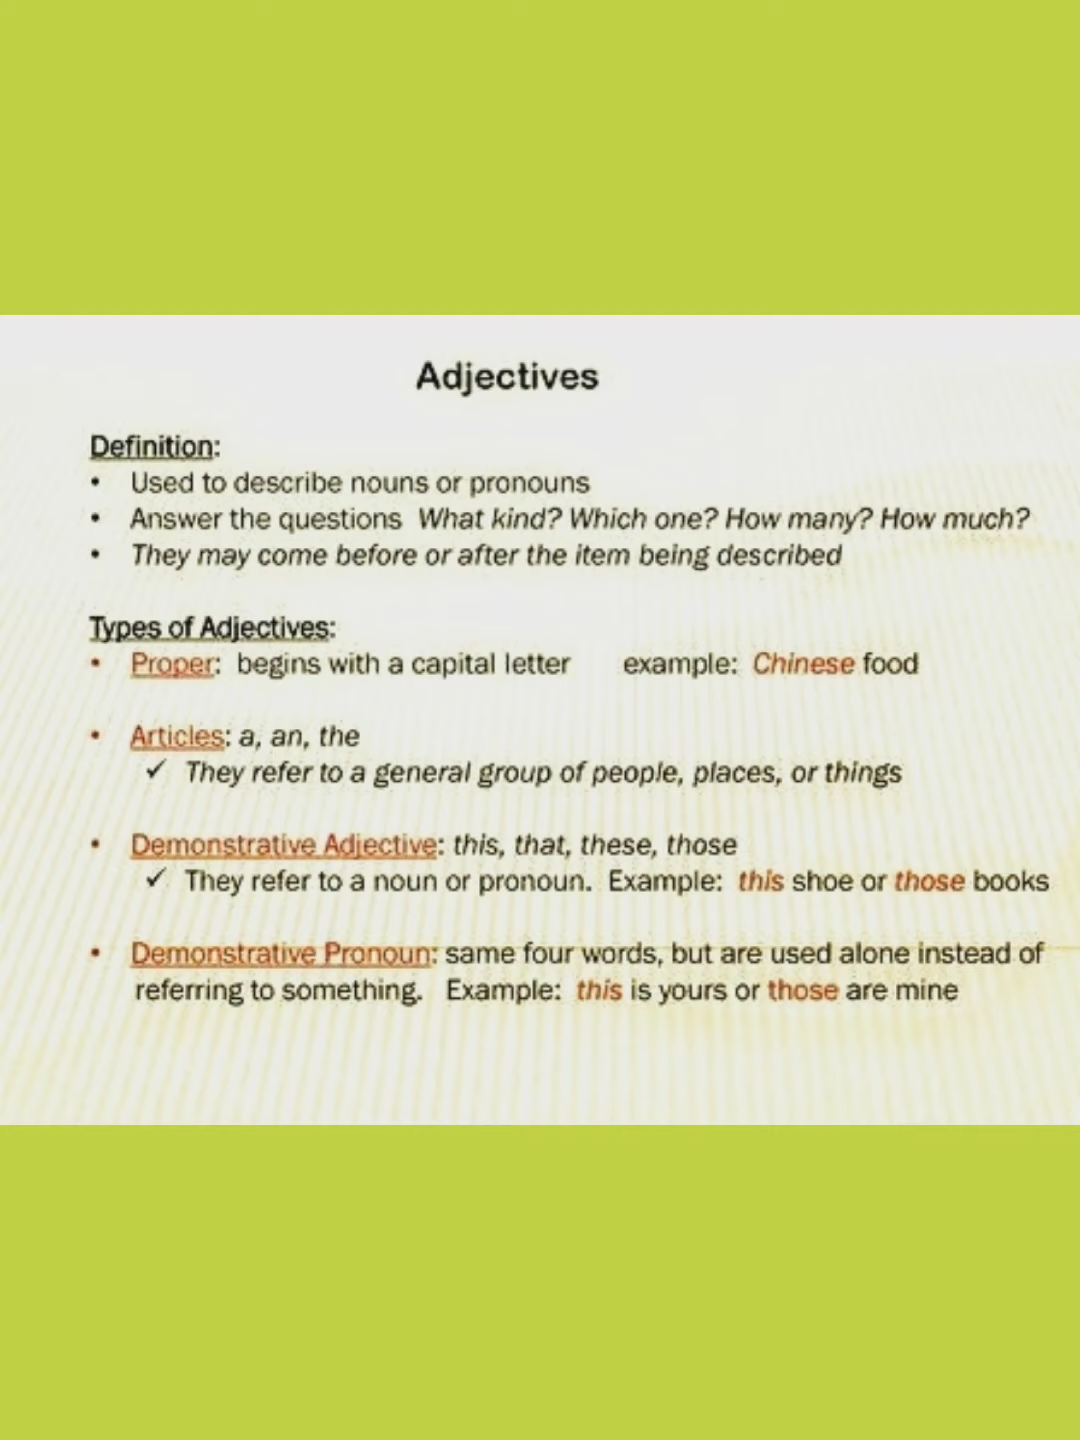 Adjectives
Definition:
• Used to describe nouns or pronouns
• Answer the questions What kind? Which one? How many? How much?
• They may come before or after the item being described
Types of Adjectives:
• Proper: begins with a capital letter example: Chinese food
• Articles: a, an, the
✓ They refer to a general group of people, places, or things
• Demonstrative Adjective: this, that, these, those
✓ They refer to a noun or pronoun. Example: this shoe or those books
• Demonstrative Pronoun: same four words, but are used alone instead of
referring to something. Example: this is yours or those are mine